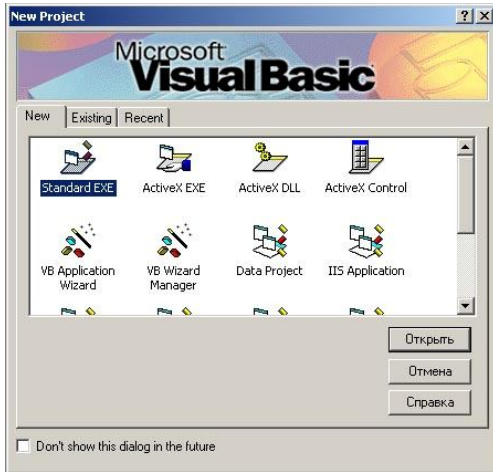 New Project
Microsoft
Visual Basic
New Existing Recent
Standard EXE ActiveX EXE ActiveX DLL ActiveX Control
VB Application Wizard VB Wizard Manager Data Project IIS Application
Открыть
Отмена
Справка
Don't show this dialog in the future